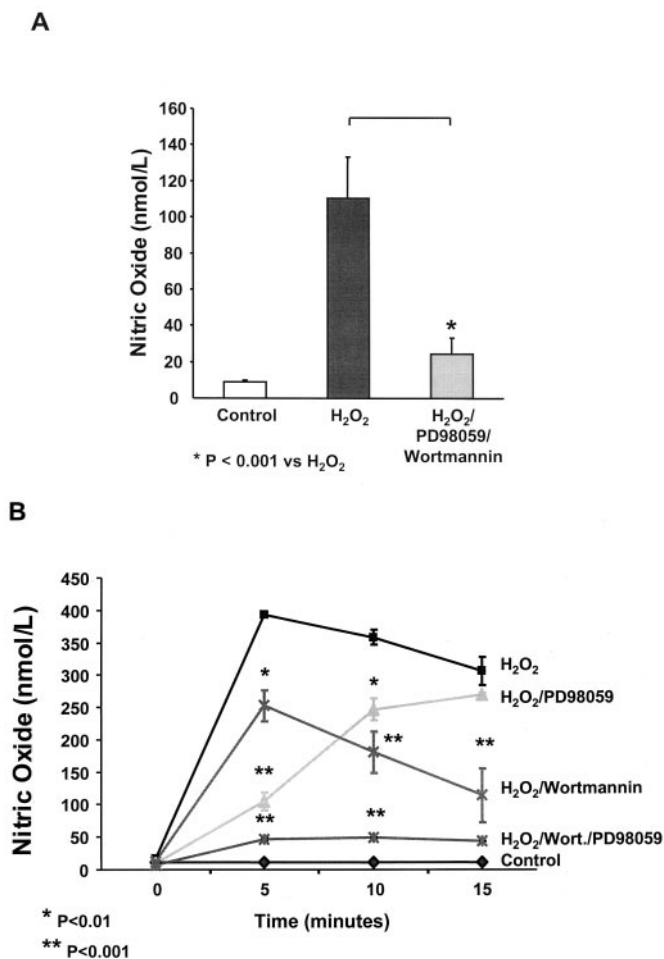 A
Nitric Oxide (nmol/L)
160
140
120
100
80
60
40
20
0
*
Control
H₂O₂
H₂O₂/
PD98059/
Wortmannin
* P < 0.001 vs H₂O₂
B
Nitric Oxide (nmol/L)
450
400
350
300
250
200
150
100
50
0
*
*
**
**
**
**
**
H₂O₂
H₂O₂/PD98059
H₂O₂/Wortmannin
H₂O₂/Wort./PD98059
Control
0
5
10
15
Time (minutes)
* P<0.01
** P<0.001